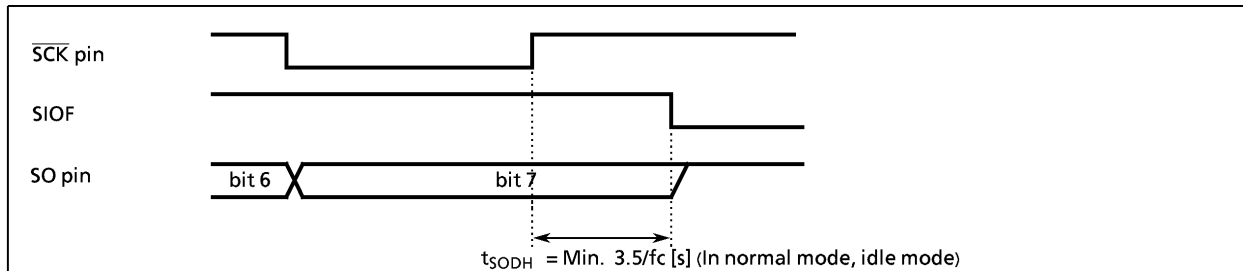 SCK pin
SIOF
SO pin
bit 6
bit 7
tSODH = Min. 3.5/fc [s] (In normal mode, idle mode)